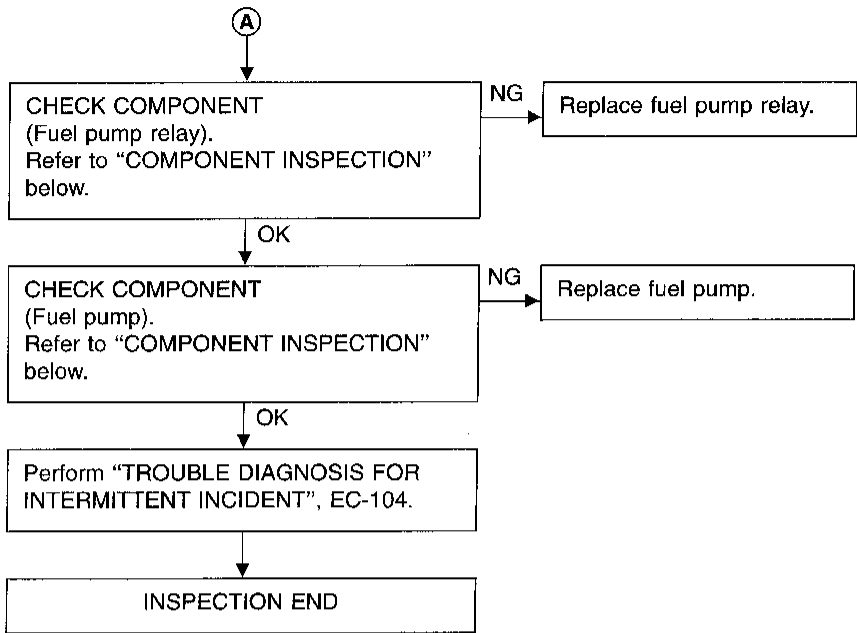 A
CHECK COMPONENT
(Fuel pump relay).
Refer to “COMPONENT INSPECTION”
below.
NG
Replace fuel pump relay.
OK
CHECK COMPONENT
(Fuel pump).
Refer to “COMPONENT INSPECTION”
below.
NG
Replace fuel pump.
OK
Perform “TROUBLE DIAGNOSIS FOR
INTERMITTENT INCIDENT”, EC-104.
INSPECTION END